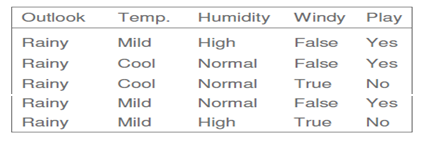 Outlook Temp. Humidity Windy Play
Rainy Mild High False Yes
Rainy Cool Normal False Yes
Rainy Cool Normal True No
Rainy Mild Normal False Yes
Rainy Mild High True No